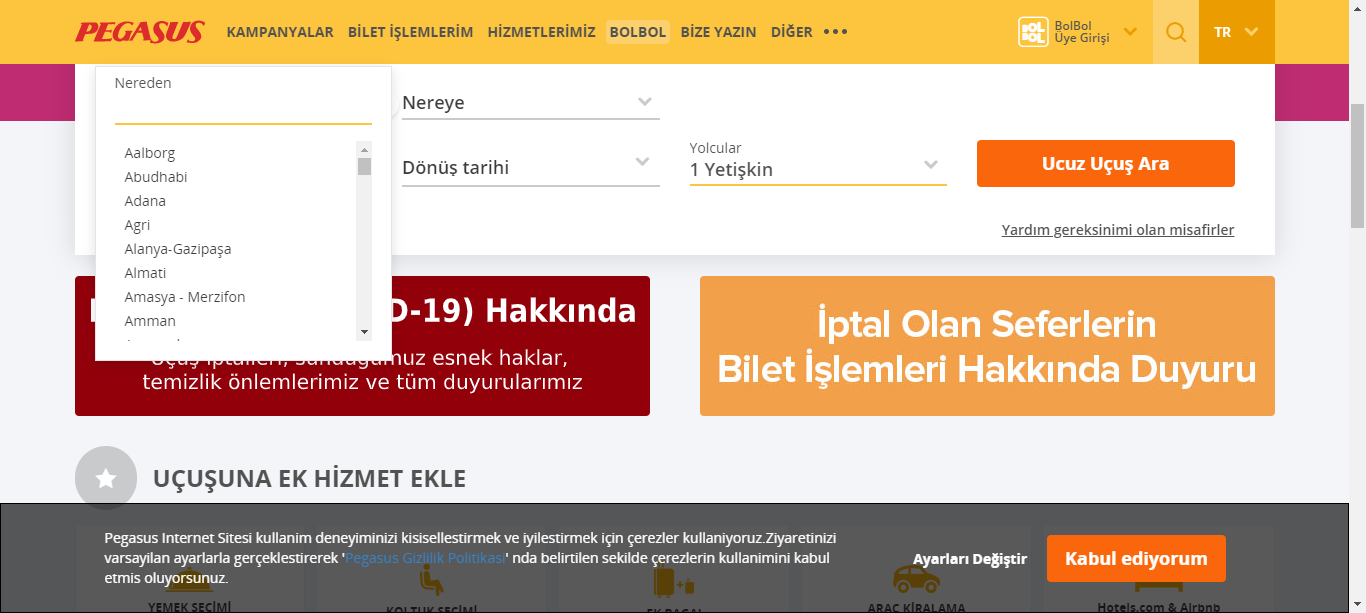 PEGASUS
KAMPANYALAR BİLET İŞLEMLERİM HİZMETLERİMİZ BOLBOL BİZE YAZIN DİĞER •••
BOL BOL
BolBol
Üye Girişi
TR
Nereden
Nereye
Aalborg
Abudhabi
Adana
Agri
Alanya-Gazipaşa
Almati
Amasya - Merzifon
Amman
Dönüş tarihi
Yolcular
1 Yetişkin
Ucuz Uçuş Ara
Yardım gereksinimi olan misafirler
D-19) Hakkında
esnek haklar,
temizlik önlemlerimiz ve tüm duyurularımız
İptal Olan Seferlerin
Bilet İşlemleri Hakkında Duyuru
UÇUŞUNA EK HİZMET EKLE
Pegasus Internet Sitesi kullanim deneyiminizi kisisellestirmek ve iyilestirmek için çerezler kullaniyoruz.Ziyaretinizi
varsayilan ayarlarla gerçeklestirerek 'Pegasus Gizlilik Politikasi' nda belirtilen sekilde çerezlerin kullanimini kabul
etmis oluyorsunuz.
Ayarları Değiştir
Kabul ediyorum
YEMEK SEÇİMİ
KOLTUK SEÇİMİ
EK BAGAJ
ARAÇ KİRALAMA
Hotels.com & Airbnb